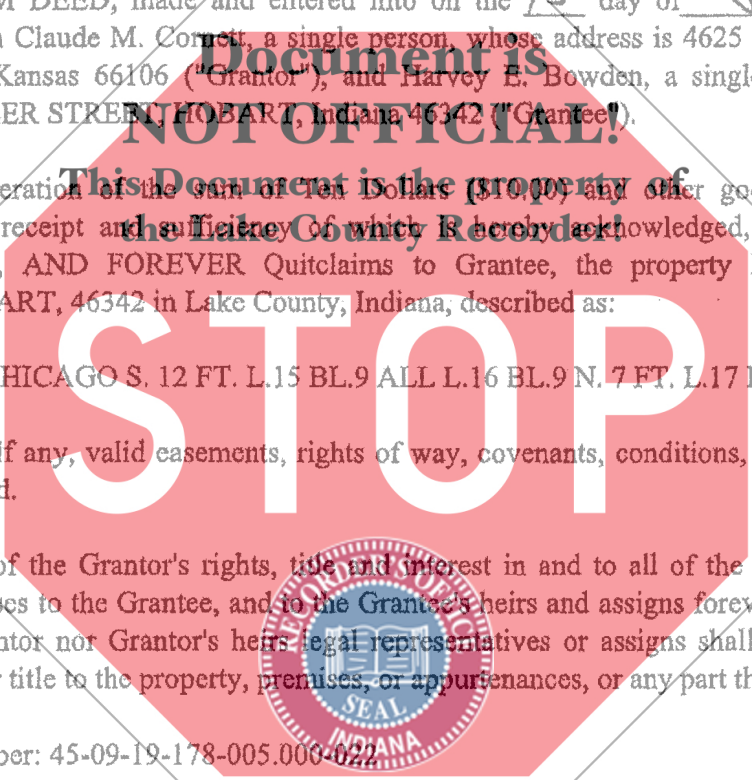 M DEED, made and entered into on the 15 day of
Claude M. Cornett, a single person, whose address is 4625
Document is
Kansas 66106 ("Grantor"), and Harvey E. Bowden, a singl
ER STREET, HOBART, Indiana 46342 ("Grantee").
NOT OFFICIAL!
eration of the sum of Ten Dollars ($10.00) and other go
This Document is the property of
receipt and sufficiency of which is hereby acknowledged,
the Lake County Recorder!
, AND FOREVER Quitclaims to Grantee, the property
ART, 46342 in Lake County, Indiana, described as:
STOP
HICAGO S. 12 FT. L.15 BL.9 ALL L.16 BL.9 N. 7 FT. L.17
if any, valid easements, rights of way, covenants, conditions,
d.
of the Grantor's rights, title and interest in and to all of the
ces to the Grantee, and to the Grantee's heirs and assigns forev
ntor nor Grantor's heirs legal representatives or assigns shall
r title to the property, premises, or appurtenances, or any part th
RECORDER'S OFFICE
SEAL
INDIANA
ber: 45-09-19-178-005.000-022